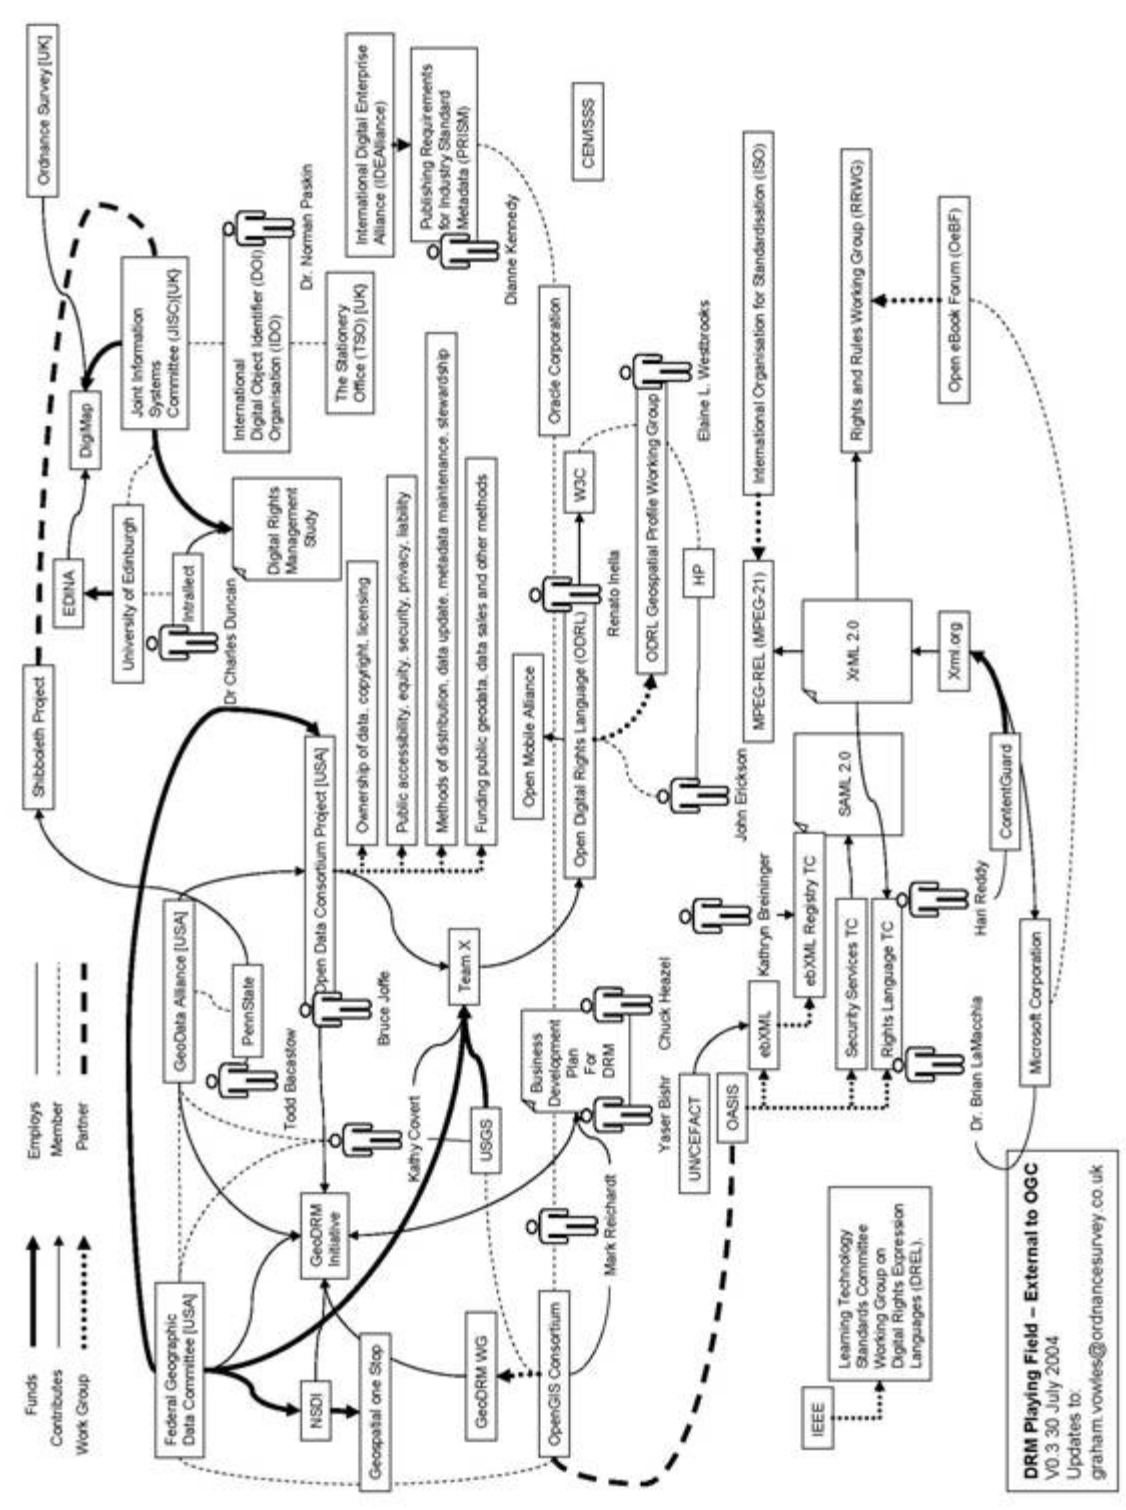 Funds
Contributes
Work Group
Employs
Member
Partner
Federal Geographic
Data Committee [USA]
GeoData Alliance [USA]
Shibboleth Project
Ordnance Survey [UK]
EDINA
DigiMap
University of Edinburgh
Joint Information
Systems
Committee (JISC)[UK}
Intrallect
Dr Charles Duncan
Digital Rights
Management
Study
International
Digital Object Identifier (DOI)
Organisation (IDO)
Dr. Norman Paskin
The Stationery
Office (TSO) [UK}
International Digital Enterprise
Alliance (IDEAlliance)
Publishing Requirements
for Industry Standard
Metadata (PRISM)
Dianne Kennedy
CEN/ISSS
PennState
Todd Bacastow
Open Data Consortium Project [USA]
Bruce Joffe
Ownership of data, copyright, licensing
Public accessibility, equity, security, privacy, liability
Methods of distribution, data update, metadata maintenance, stewardship
Funding public geodata, data sales and other methods
NSDI
GeoDRM
Initiative
Geospatial one Stop
Kathy Covert
Team X
USGS
GeoDRM WG
OpenGIS Consortium
Mark Reichardt
Business
Development
Plan
For
DRM
Yaser Bishr
Chuck Heazel
Open Mobile Alliance
Open Digital Rights Language (ODRL)
Renato Inella
W3C
Oracle Corporation
ODRL Geospatial Profile Working Group
Elaine L. Westbrooks
HP
John Erickson
UN/CEFACT
OASIS
ebXML
Kathryn Breininger
ebXML Registry TC
Security Services TC
Rights Language TC
SAML 2.0
MPEG-REL (MPEG-21)
International Organisation for Standardisation (ISO)
XrML 2.0
Rights and Rules Working Group (RRWG)
Xrml.org
Open eBook Forum (OeBF)
ContentGuard
Hari Reddy
Dr. Brian LaMacchia
Microsoft Corporation
IEEE
Learning Technology
Standards Committee
Working Group on
Digital Rights Expression
Languages (DREL).
DRM Playing Field – External to OGC
V0.3 30 July 2004
Updates to:
graham.vowles@ordnancesurvey.co.uk